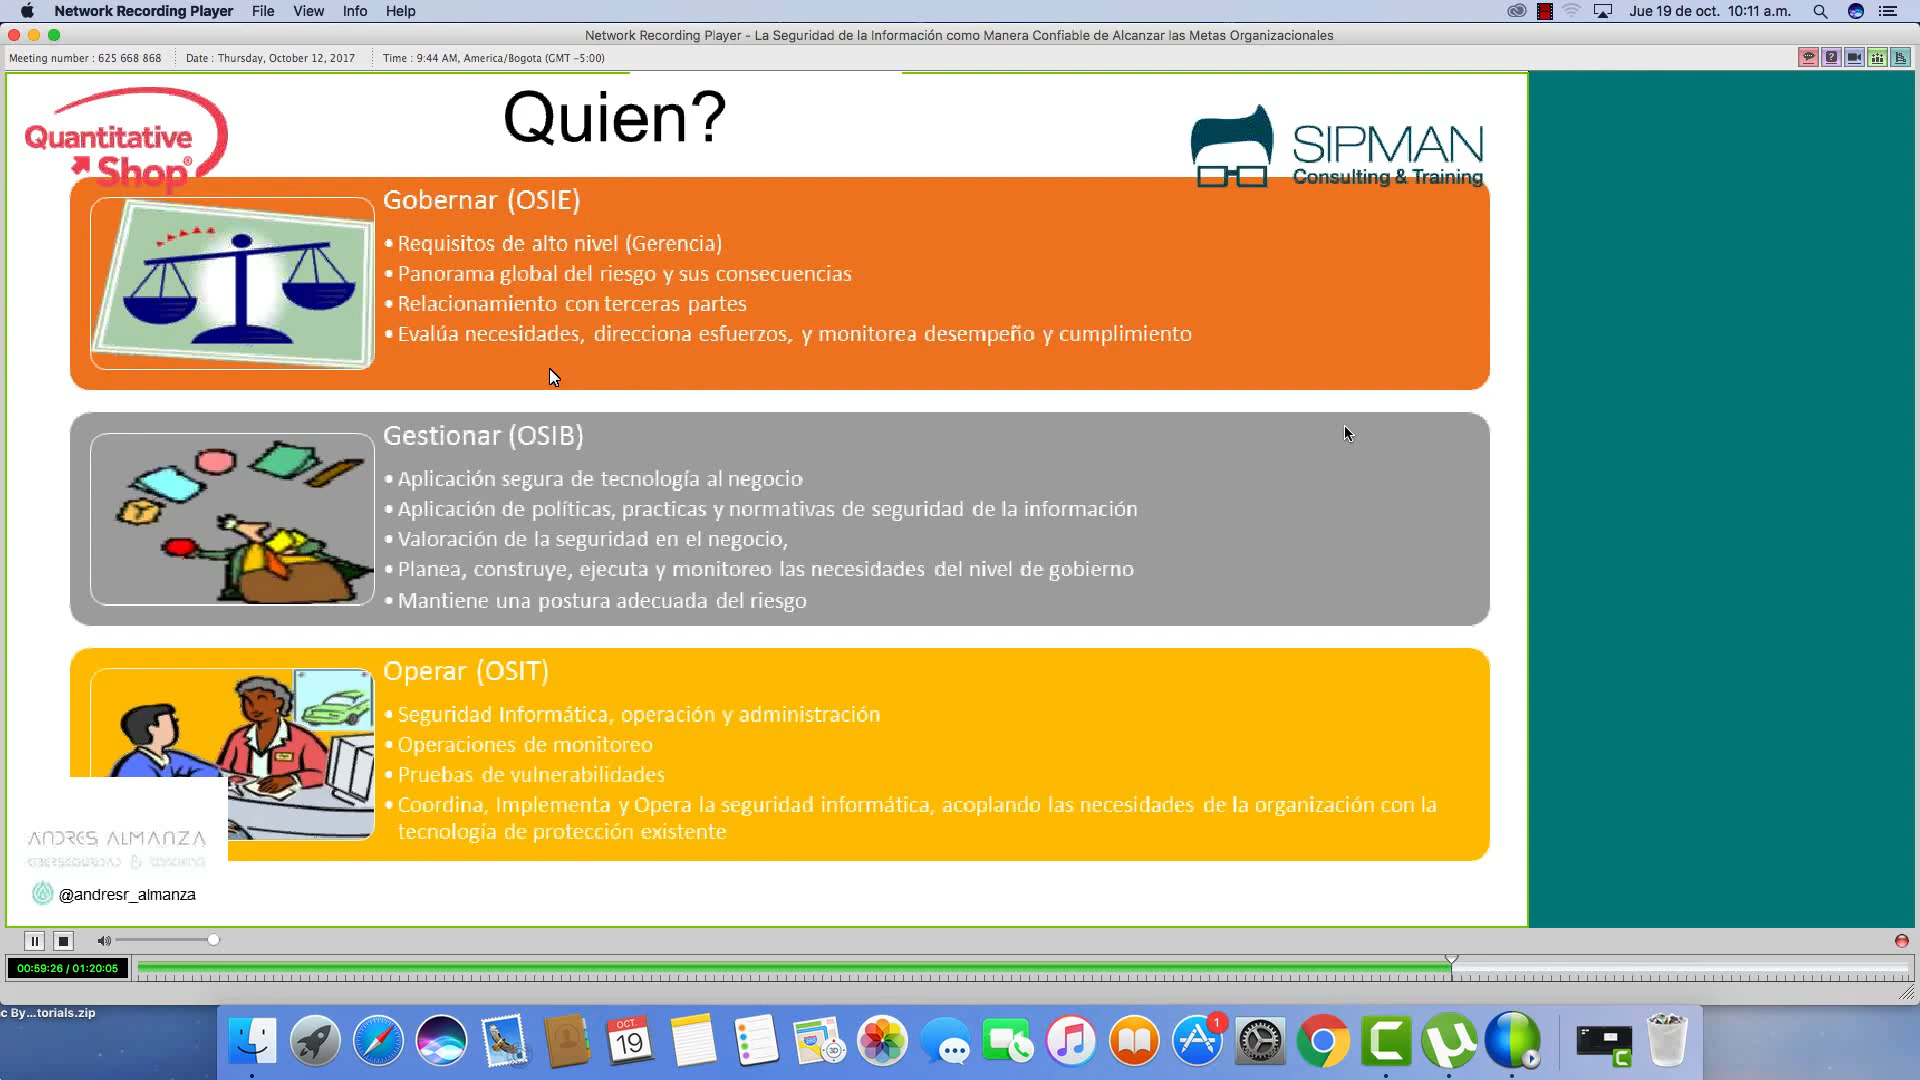 Network Recording Player File View Info Help
Jue 19 de oct. 10:11 a.m.
Network Recording Player - La Seguridad de la Información como Manera Confiable de Alcanzar las Metas Organizacionales
Meeting number : 625 668 868 Date : Thursday, October 12, 2017 Time : 9:44 AM, America/Bogota (GMT -5:00)
Quantitative
Shop®
Quien?
SIPMAN
Consulting & Training
Gobernar (OSIE)
• Requisitos de alto nivel (Gerencia)
• Panorama global del riesgo y sus consecuencias
• Relacionamiento con terceras partes
• Evalúa necesidades, direcciona esfuerzos, y monitorea desempeño y cumplimiento
Gestionar (OSIB)
• Aplicación segura de tecnología al negocio
• Aplicación de políticas, practicas y normativas de seguridad de la información
• Valoración de la seguridad en el negocio,
• Planea, construye, ejecuta y monitoreo las necesidades del nivel de gobierno
• Mantiene una postura adecuada del riesgo
Operar (OSIT)
• Seguridad Informática, operación y administración
• Operaciones de monitoreo
• Pruebas de vulnerabilidades
• Coordina, Implementa y Opera la seguridad informática, acoplando las necesidades de la organización con la
tecnología de protección existente
ANDRES ALMANZA
@andresr_almanza
00:59:26 / 01:20:05
c By...torials.zip
OCT.
19
3D
1